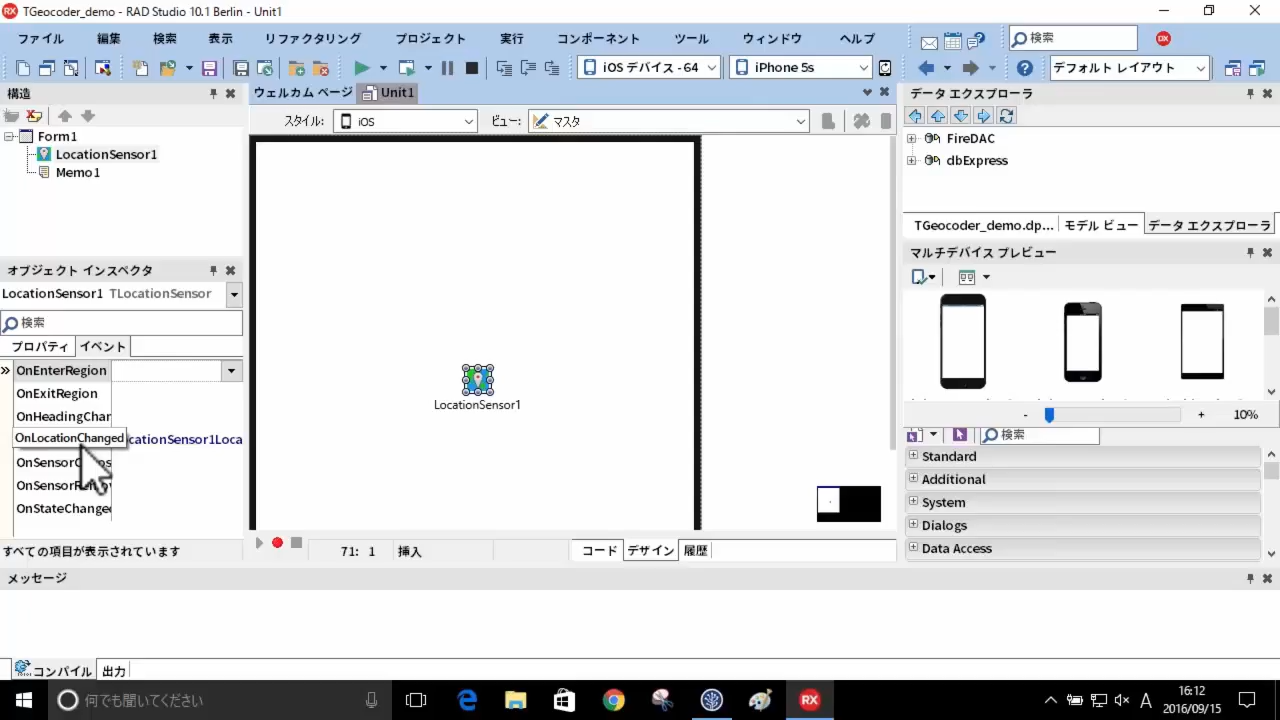 TGeocoder_demo - RAD Studio 10.1 Berlin - Unit1
ファイル 編集 検索 表示 リファクタリング プロジェクト 実行 コンポーネント ツール ウィンドウ ヘルプ 検索
iOS デバイス - 64 iPhone 5s デフォルト レイアウト
構造 ウェルカム ページ Unit1 データ エクスプローラ
スタイル: iOS ビュー: マスタ
Form1
LocationSensor1
Memo1
FireDAC
dbExpress
TGeocoder_demo.dp... モデル ビュー データ エクスプローラ
マルチデバイス プレビュー
オブジェクト インスペクタ
LocationSensor1 TLocationSensor
検索
プロパティ イベント
OnEnterRegion
OnExitRegion
OnHeadingChar
OnLocationChanged cationSensor1Loca
OnStateChange
すべての項目が表示されています
LocationSensor1
- + 10%
検索
Standard
Additional
System
Dialogs
Data Access
71: 1 挿入 コード デザイン 履歴
メッセージ
コンパイル 出力
何でも聞いてください
A 16:12
2016/09/15